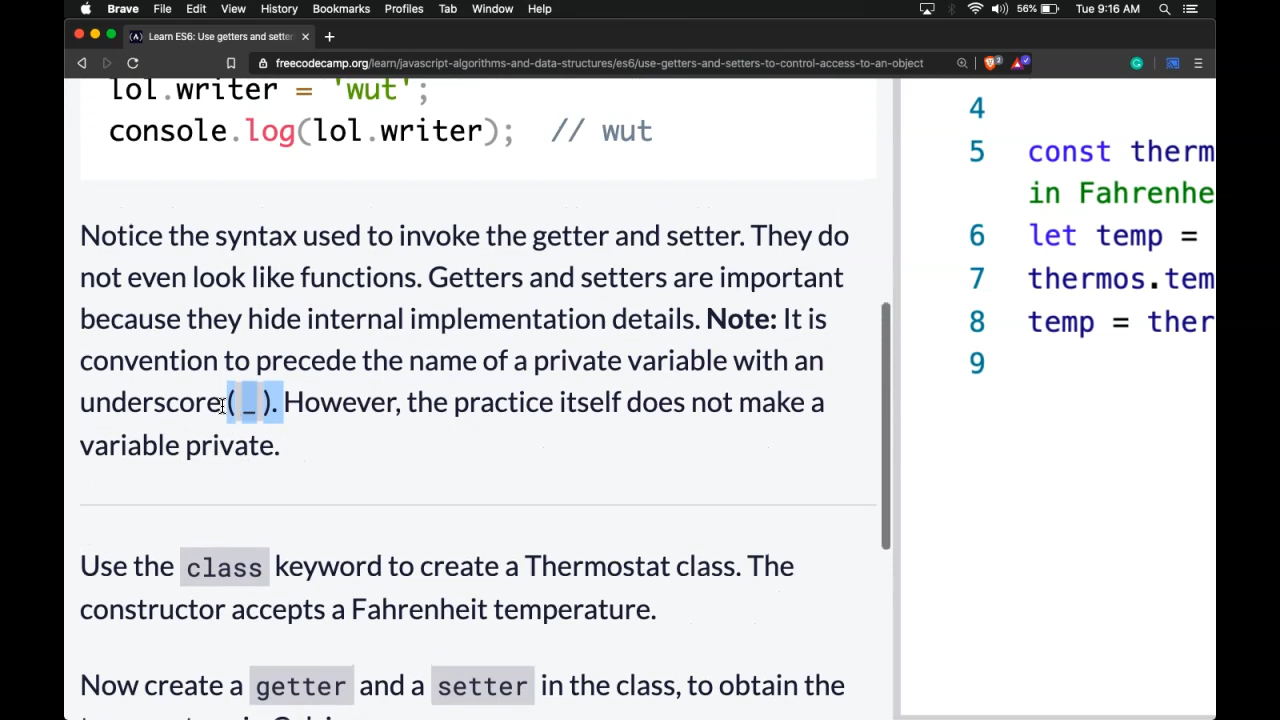 Brave File Edit View History Bookmarks Profiles Tab Window Help 56% Tue 9:16 AM
Learn ES6: Use getters and setter
freecodecamp.org/learn/javascript-algorithms-and-data-structures/es6/use-getters-and-setters-to-control-access-to-an-object
lol.writer = 'wut';
console.log(lol.writer); // wut
Notice the syntax used to invoke the getter and setter. They do
not even look like functions. Getters and setters are important
because they hide internal implementation details. Note: It is
convention to precede the name of a private variable with an
underscore ( _ ). However, the practice itself does not make a
variable private.
Use the class keyword to create a Thermostat class. The
constructor accepts a Fahrenheit temperature.
Now create a getter and a setter in the class, to obtain the
4
5 const therm
in Fahrenhe
6 let temp =
7 thermos.tem
8 temp = ther
9